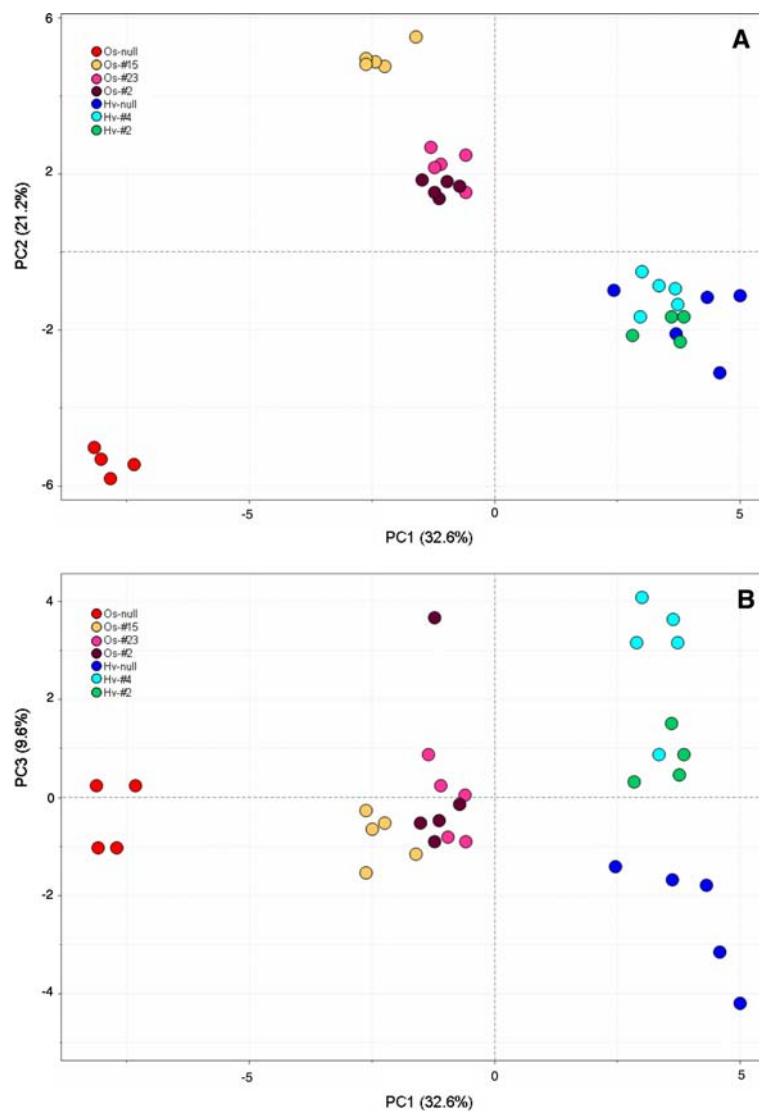 A
6
Os-null
Os-#15
Os-#23
Os-#2
Hv-null
Hv-#4
Hv-#2
2
PC2 (21.2%)
-2
-6
-5
0
5
PC1 (32.6%)
B
4
Os-null
Os-#15
Os-#23
Os-#2
Hv-null
Hv-#4
Hv-#2
2
PC3 (9.6%)
0
-2
-4
-5
0
5
PC1 (32.6%)